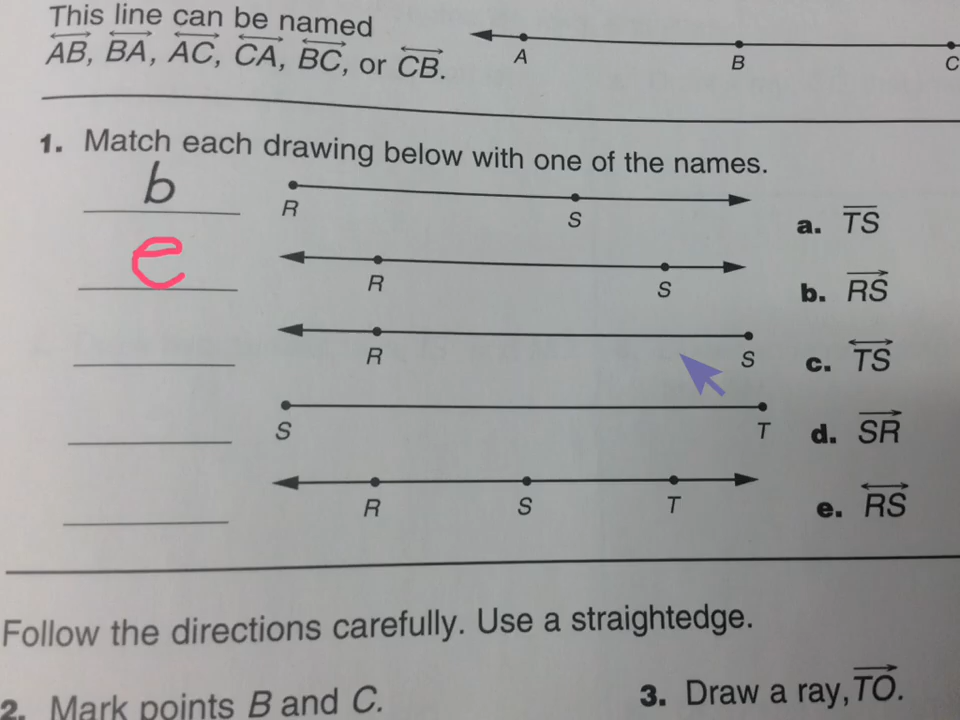 This line can be named
A B C
AB, BA, AC, CA, BC, or CB.
1. Match each drawing below with one of the names.
b R S a. TS
e R S b. RS
R S c. TS
S T d. SR
R S T e. RS
Follow the directions carefully. Use a straightedge.
2. Mark points B and C. 3. Draw a ray, TO.